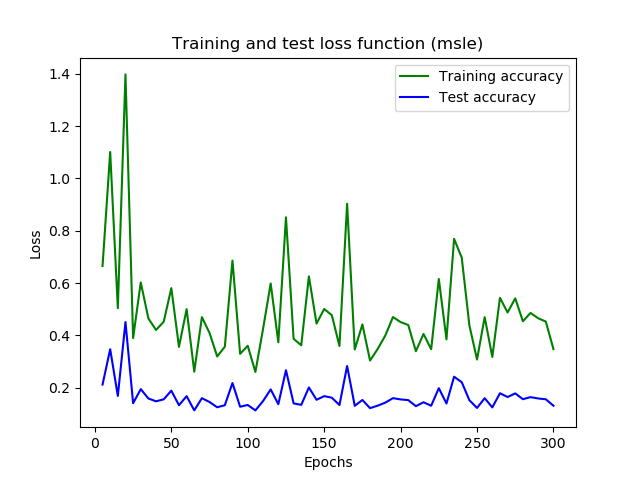 Training and test loss function (msle)
Training accuracy
Test accuracy
Loss
1.4
1.2
1.0
0.8
0.6
0.4
0.2
0
50
100
150
200
250
300
Epochs